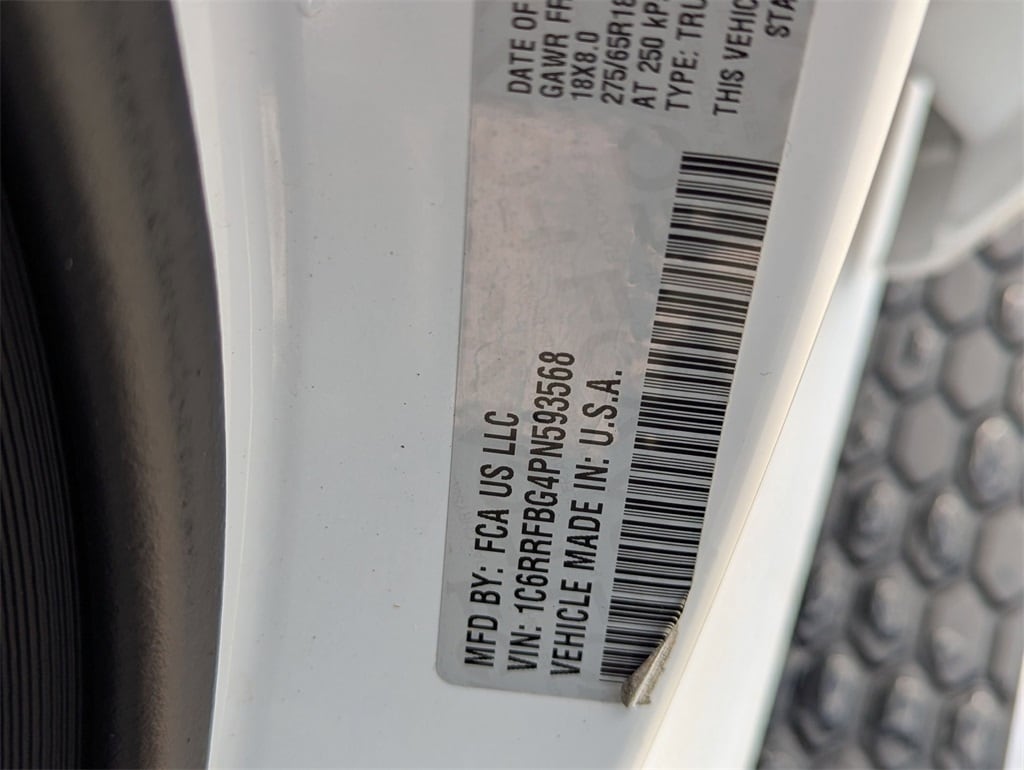 MFD BY: FCA US LLC
VIN: 1C6RRFBG4PN593568
VEHICLE MADE IN: U.S.A.
DATE OF
GAWR FR
18X8.0
275/65R18
AT 250 kPa
TYPE: TRU
THIS VEHIC
STA